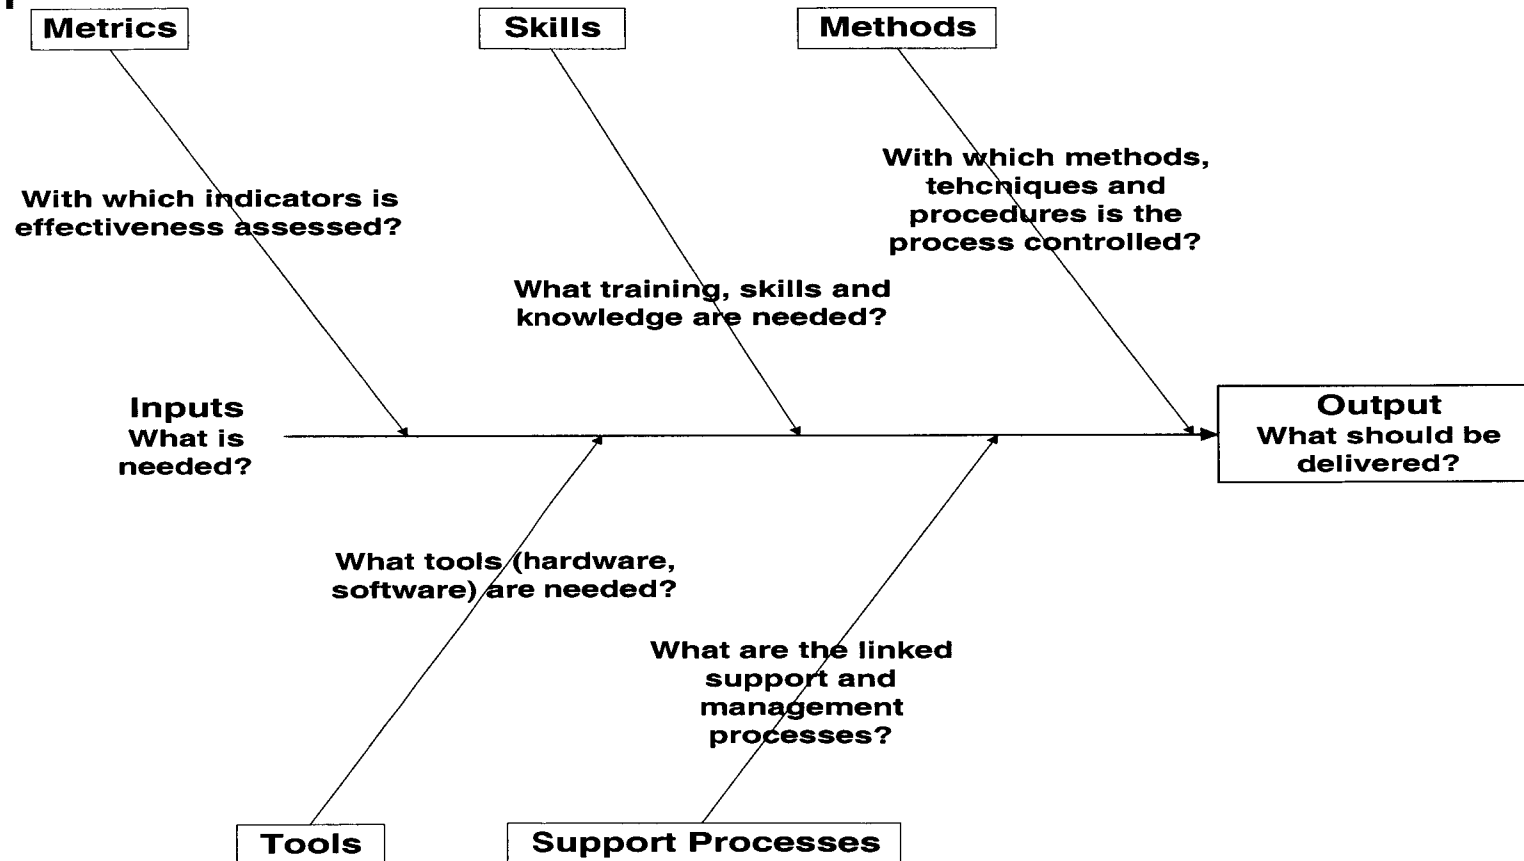 Metrics
Skills
Methods
With which methods,
tehcniques and
procedures is the
process controlled?
With which indicators is
effectiveness assessed?
What training, skills and
knowledge are needed?
Inputs
What is
needed?
Output
What should be
delivered?
What tools (hardware,
software) are needed?
What are the linked
support and
management
processes?
Tools
Support Processes